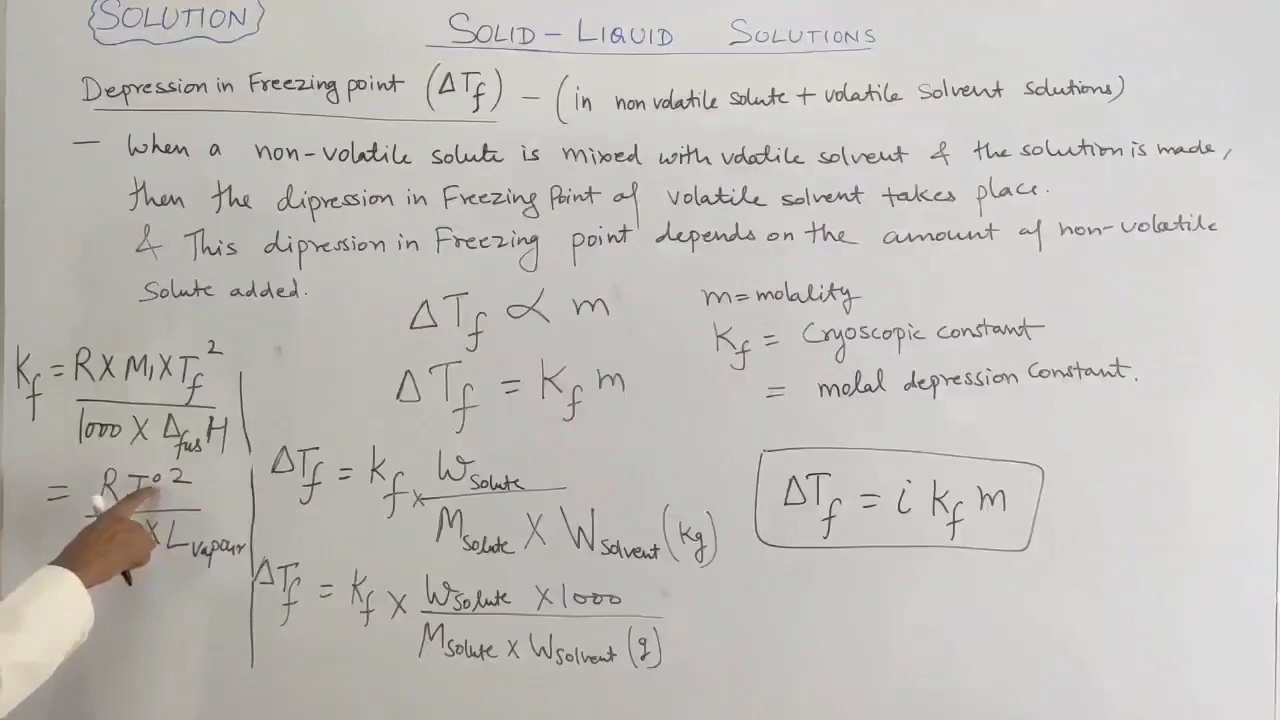 SOLUTION
SOLID-LIQUID SOLUTIONS
Depression in Freezing point (ΔTf) - (in non volatile solute + volatile solvent solutions)
- When a non-volatile solute is mixed with volatile solvent & the solution is made,
then the dipression in Freezing Point of volatile solvent takes place.
& This dipression in Freezing point depends on the amount of non-volatile
Solute added.
ΔTf ∝ m
ΔTf = Kf m
m = molality
Kf = Cryoscopic constant
= molal depression constant.
Kf = R X M₁ X Tf²
1000 X ΔfusH
= R T°²
X Lvapour
ΔTf = Kf × Wsolute
Msolute X Wsolvent (Kg)
ΔTf = Kf × Wsolute X 1000
Msolute X Wsolvent (g)
ΔTf = i Kf m